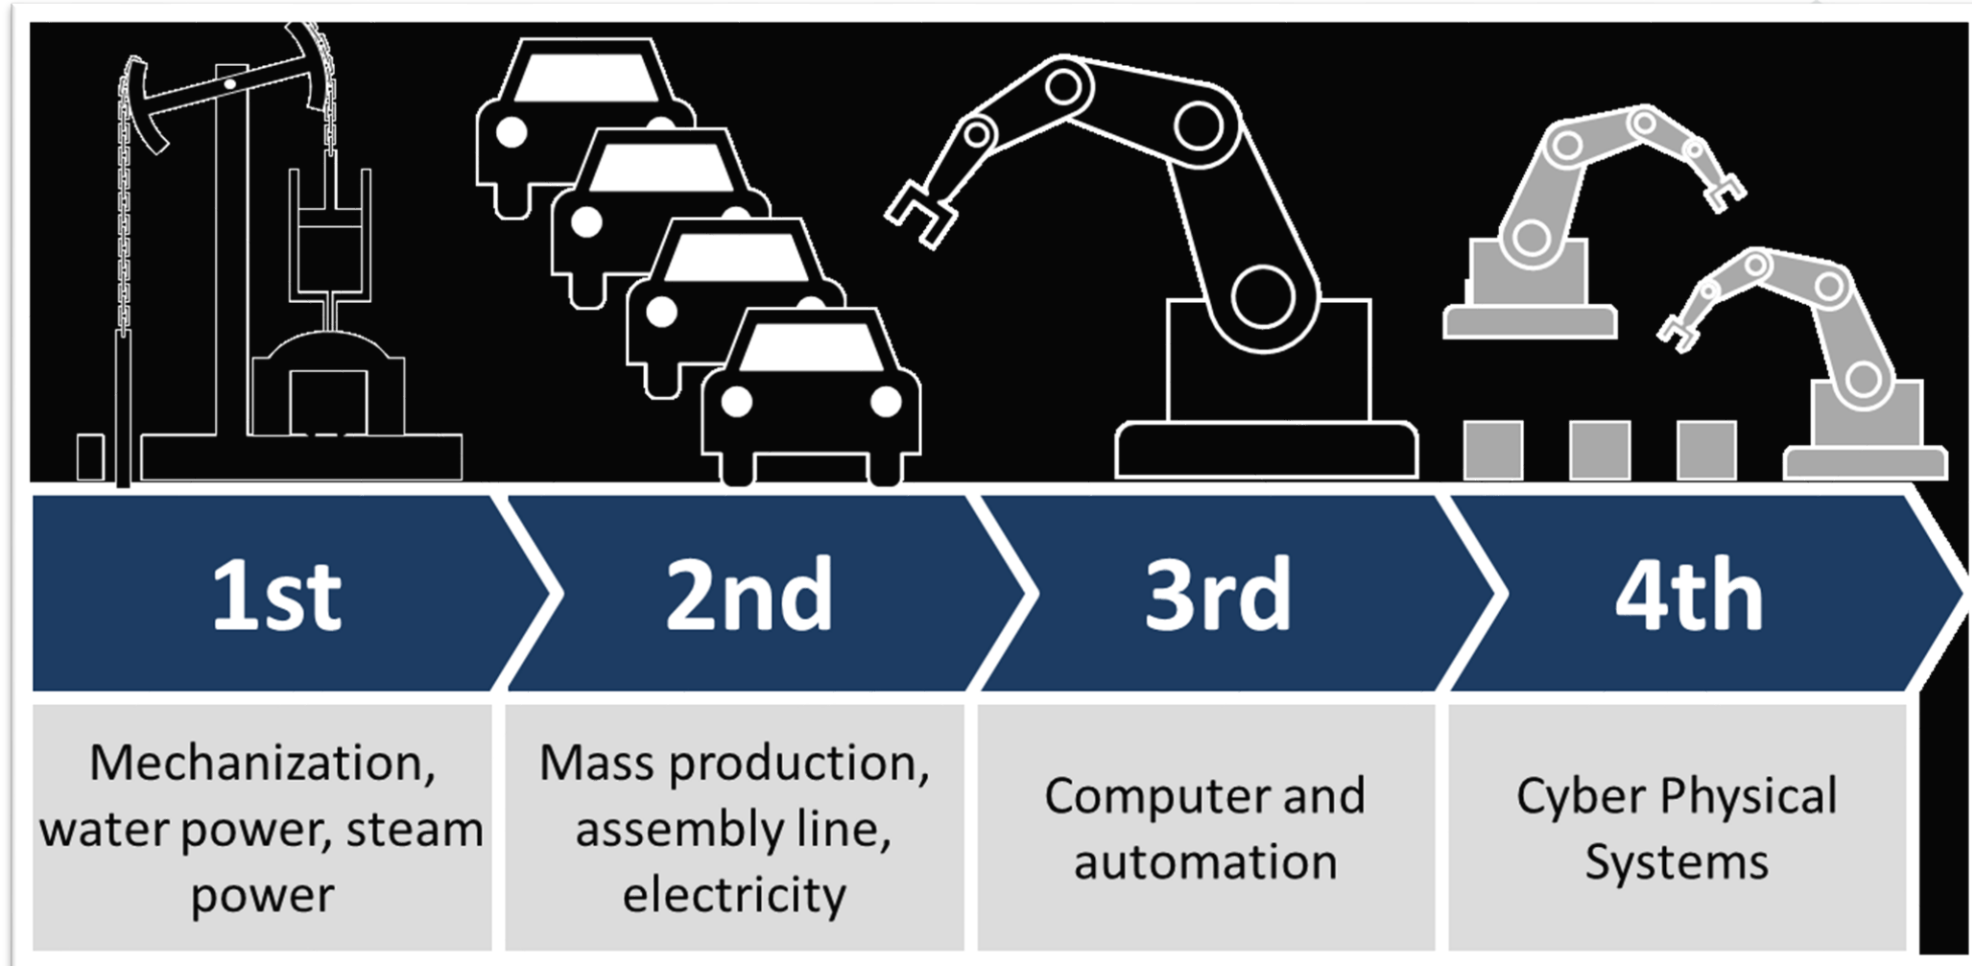 1st
2nd
3rd
4th
Mechanization,
water power, steam
power
Mass production,
assembly line,
electricity
Computer and
automation
Cyber Physical
Systems